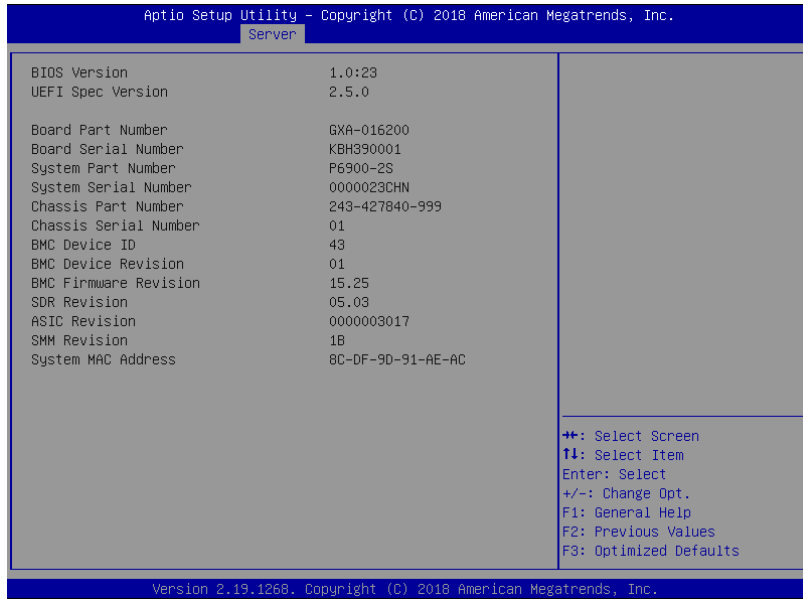 Aptio Setup Utility – Copyright (C) 2018 American Megatrends, Inc.
Server
BIOS Version 1.0:23
UEFI Spec Version 2.5.0
Board Part Number GXA-016200
Board Serial Number KBH390001
System Part Number P6900-2S
System Serial Number 0000023CHN
Chassis Part Number 243-427840-999
Chassis Serial Number 01
BMC Device ID 43
BMC Device Revision 01
BMC Firmware Revision 15.25
SDR Revision 05.03
ASIC Revision 0000003017
SMM Revision 1B
System MAC Address 8C-DF-9D-91-AE-AC
→←: Select Screen
↑↓: Select Item
Enter: Select
+/-: Change Opt.
F1: General Help
F2: Previous Values
F3: Optimized Defaults
Version 2.19.1268. Copyright (C) 2018 American Megatrends, Inc.